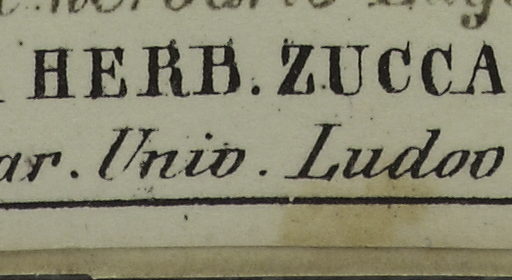 HERB. ZUCCA
ar. Univ. Ludov